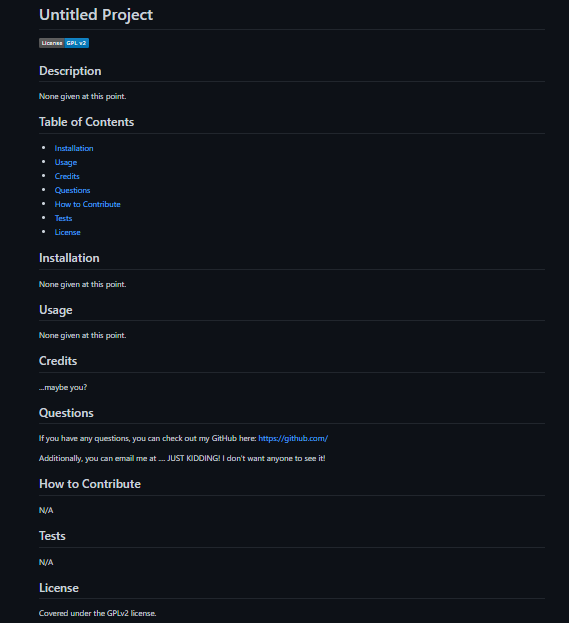 Untitled Project
License GPL v2
Description
None given at this point.
Table of Contents
Installation
Usage
Credits
Questions
How to Contribute
Tests
License
Installation
None given at this point.
Usage
None given at this point.
Credits
...maybe you?
Questions
If you have any questions, you can check out my GitHub here: https://github.com/
Additionally, you can email me at .... JUST KIDDING! I don't want anyone to see it!
How to Contribute
N/A
Tests
N/A
License
Covered under the GPLv2 license.